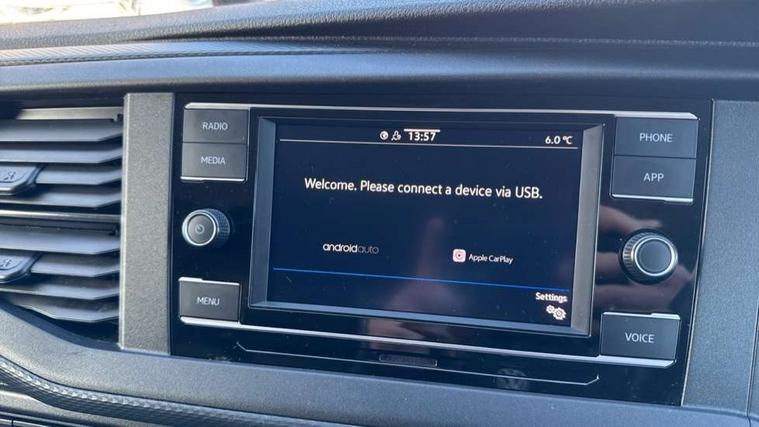 RADIO
MEDIA
MENU
13:57
6.0 °C
Welcome. Please connect a device via USB.
androidauto
Apple CarPlay
Settings
PHONE
APP
VOICE